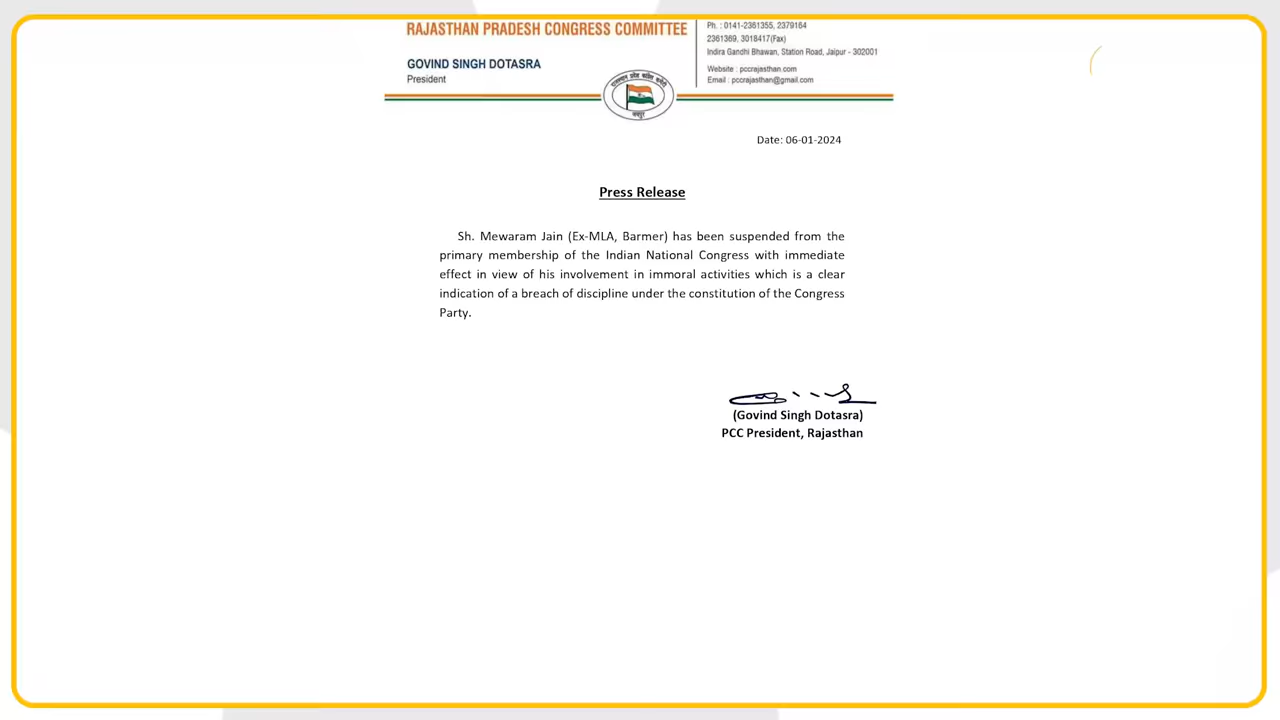 RAJASTHAN PRADESH CONGRESS COMMITTEE
GOVIND SINGH DOTASRA
President
Ph. : 0141-2361355, 2379164
2361369, 3018417(Fax)
Indira Gandhi Bhawan, Station Road, Jaipur - 302001
Website : pccrajasthan.com
Email : pccrajasthan@gmail.com
राजस्थान प्रदेश कांग्रेस कमेटी
जयपुर
Date: 06-01-2024
Press Release
Sh. Mewaram Jain (Ex-MLA, Barmer) has been suspended from the
primary membership of the Indian National Congress with immediate
effect in view of his involvement in immoral activities which is a clear
indication of a breach of discipline under the constitution of the Congress
Party.
(Govind Singh Dotasra)
PCC President, Rajasthan